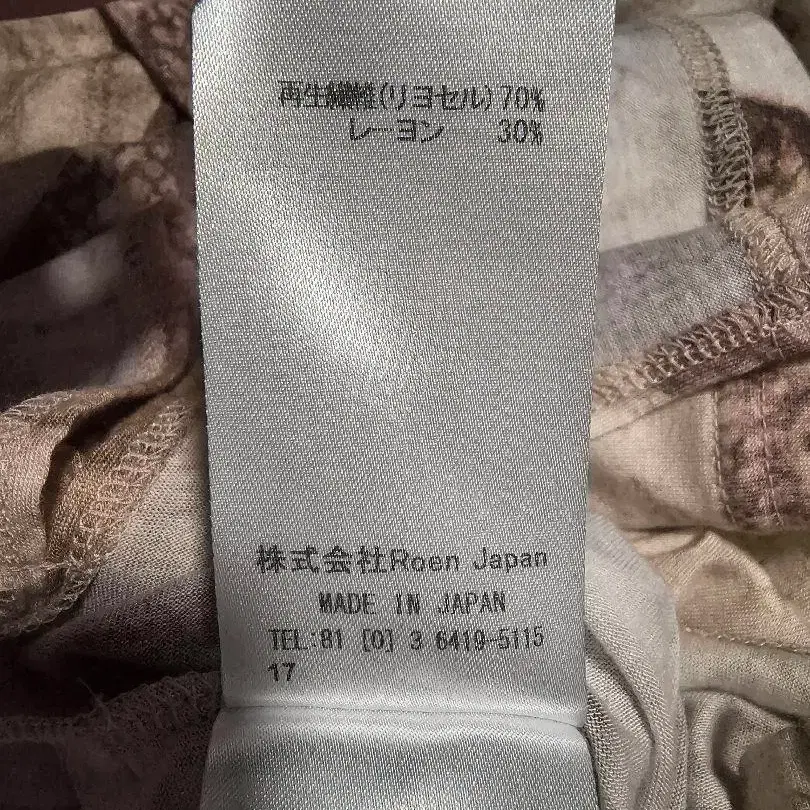 再生繊維(リヨセル)70%
レーヨン 30%
株式会社Roen Japan
MADE IN JAPAN
TEL:81 [0] 3 6419-5115
17